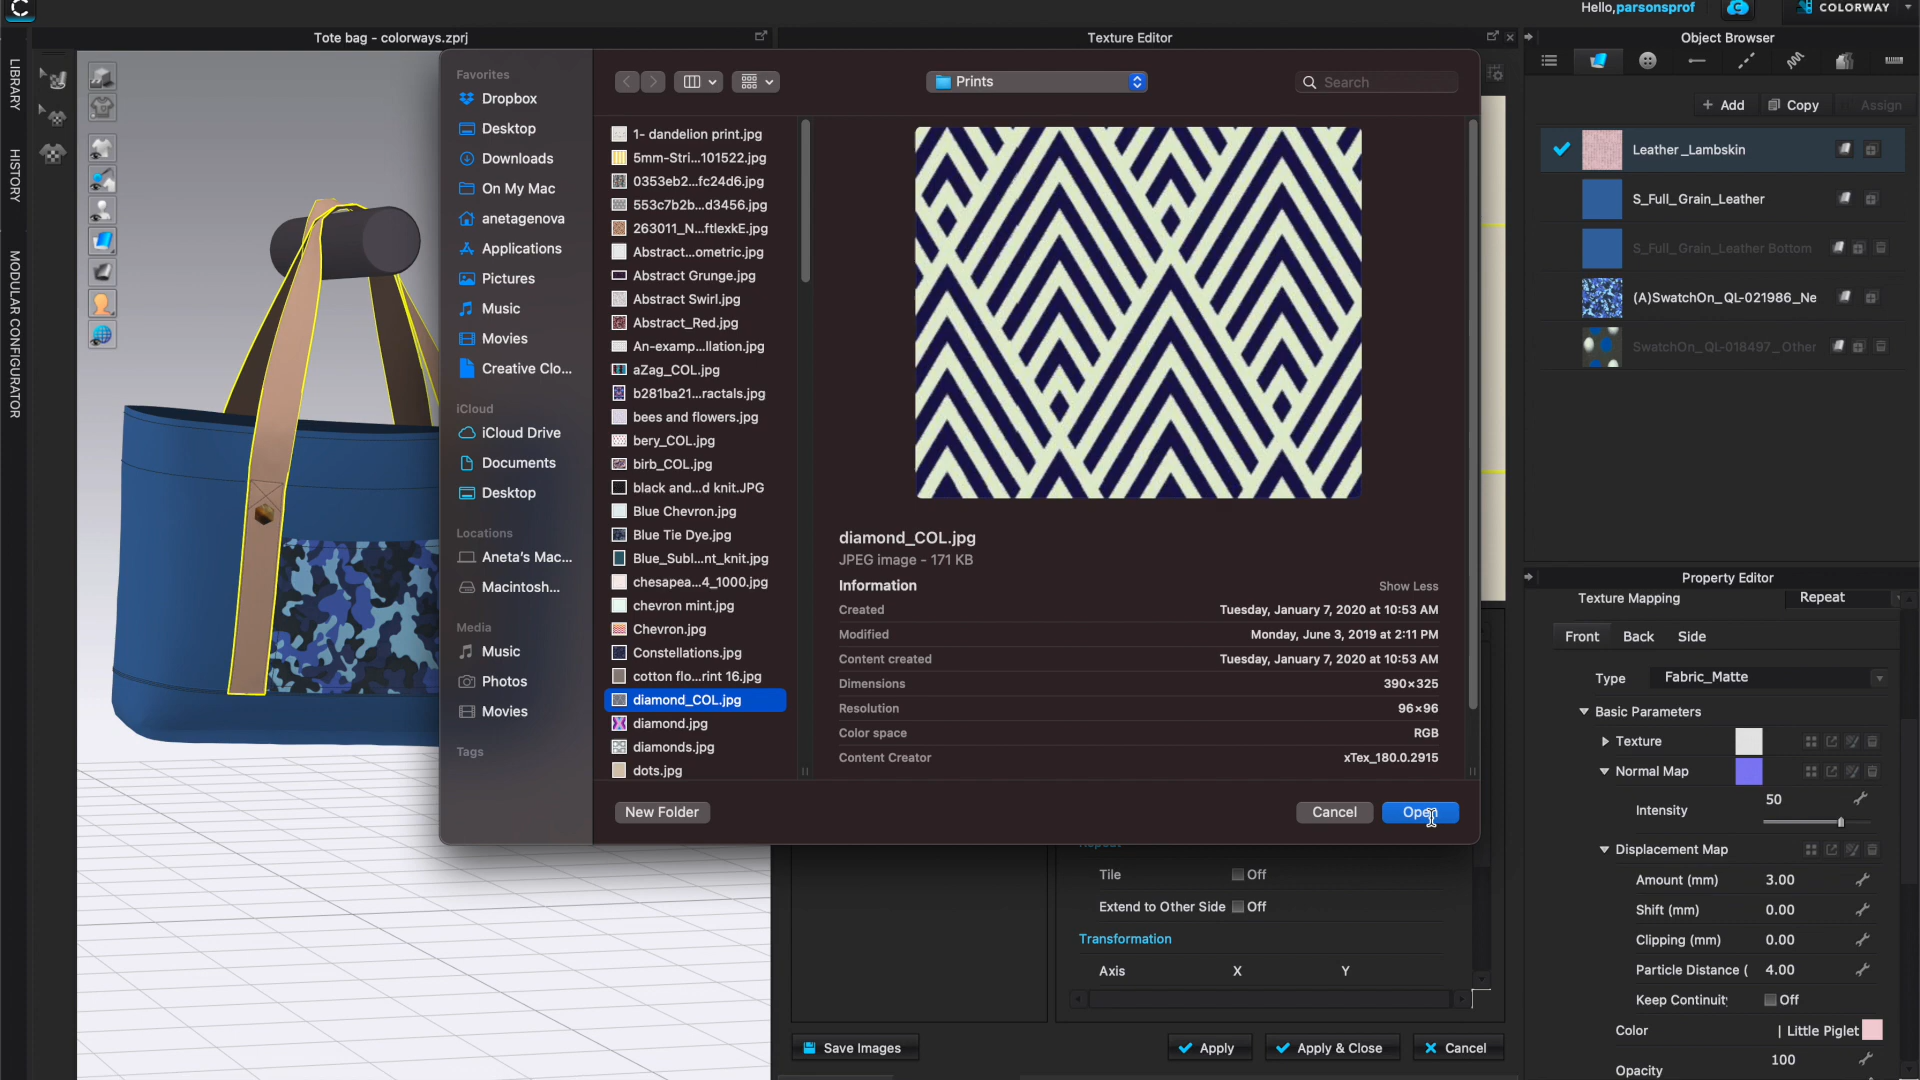 Hello,parsonsprof
COLORWAY
Tote bag - colorways.zprj
Texture Editor
Object Browser
LIBRARY
HISTORY
MODULAR CONFIGURATOR
Favorites
Dropbox
Desktop
Downloads
On My Mac
anetagenova
Applications
Pictures
Music
Movies
Creative Clo...
iCloud
iCloud Drive
Documents
Desktop
Locations
Aneta's Mac...
Macintosh...
Media
Music
Photos
Movies
Tags
Prints
Search
1- dandelion print.jpg
5mm-Stri...101522.jpg
0353eb2...fc24d6.jpg
553c7b2b...d3456.jpg
263011_N...ftlexkE.jpg
Abstract...ometric.jpg
Abstract Grunge.jpg
Abstract Swirl.jpg
Abstract_Red.jpg
An-examp...llation.jpg
aZag_COL.jpg
b281ba21...ractals.jpg
bees and flowers.jpg
bery_COL.jpg
birb_COL.jpg
black and...d knit.JPG
Blue Chevron.jpg
Blue Tie Dye.jpg
Blue_Subl...nt_knit.jpg
chesapea...4_1000.jpg
chevron mint.jpg
Chevron.jpg
Constellations.jpg
cotton flo...rint 16.jpg
diamond_COL.jpg
diamond.jpg
diamonds.jpg
dots.jpg
diamond_COL.jpg
JPEG image - 171 KB
Information Show Less
Created Tuesday, January 7, 2020 at 10:53 AM
Modified Monday, June 3, 2019 at 2:11 PM
Content created Tuesday, January 7, 2020 at 10:53 AM
Dimensions 390×325
Resolution 96×96
Color space RGB
Content Creator xTex_180.0.2915
New Folder
Cancel
Open
Tile Off
Extend to Other Side Off
Transformation
Axis X Y
Save Images
Apply
Apply & Close
Cancel
+ Add
Copy
Assign
Leather _Lambskin
S_Full_Grain_Leather
S_Full_Grain_Leather Bottom
(A)SwatchOn_ QL-021986_Ne
SwatchOn_ QL-018497_ Other
Property Editor
Texture Mapping Repeat
Front Back Side
Type Fabric_Matte
Basic Parameters
Texture
Normal Map
Intensity 50
Displacement Map
Amount (mm) 3.00
Shift (mm) 0.00
Clipping (mm) 0.00
Particle Distance ( 4.00
Keep Continuity Off
Color | Little Piglet
Opacity 100